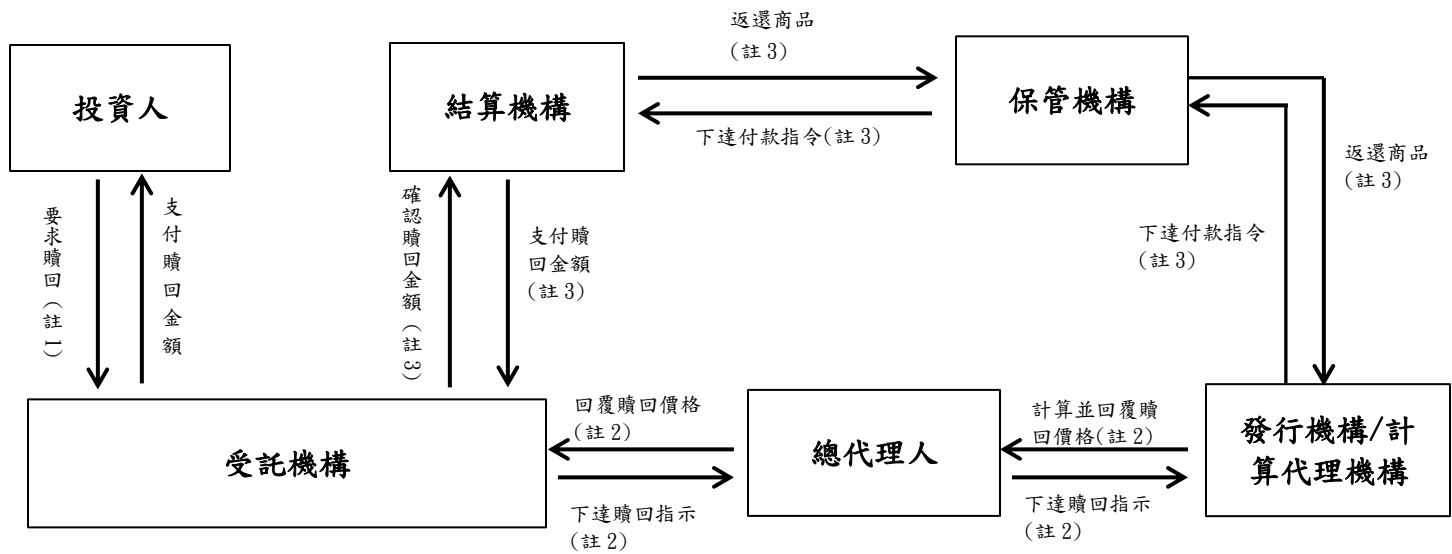 返還商品
(註 3)
投資人
結算機構
保管機構
下達付款指令(註 3)
返還商品
(註 3)
要求贖回(註 1)
支付贖回金額
確認贖回金額(註 3)
支付贖
回金額
(註 3)
下達付款指令
(註 3)
回覆贖回價格
(註 2)
計算並回覆贖
回價格(註 2)
受託機構
總代理人
發行機構/計
算代理機構
下達贖回指示
(註 2)
下達贖回指示
(註 2)